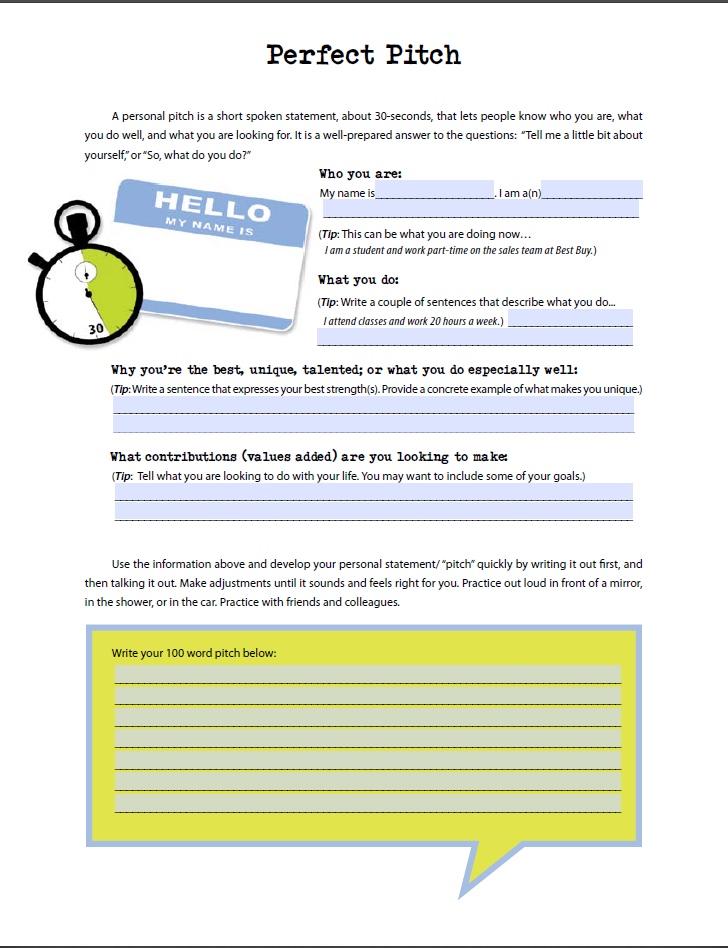 Perfect Pitch
A personal pitch is a short spoken statement, about 30-seconds, that lets people know who you are, what
you do well, and what you are looking for. It is a well-prepared answer to the questions: “Tell me a little bit about
yourself,” or “So, what do you do?”
HELLO
MY NAME IS
30
Who you are:
My name is____________________. I am a(n)____________________
(Tip: This can be what you are doing now…
I am a student and work part-time on the sales team at Best Buy.)
What you do:
(Tip: Write a couple of sentences that describe what you do...
I attend classes and work 20 hours a week.) ____________________
Why you’re the best, unique, talented; or what you do especially well:
(Tip: Write a sentence that expresses your best strength(s). Provide a concrete example of what makes you unique.)
What contributions (values added) are you looking to make:
(Tip: Tell what you are looking to do with your life. You may want to include some of your goals.)
Use the information above and develop your personal statement/ “pitch” quickly by writing it out first, and
then talking it out. Make adjustments until it sounds and feels right for you. Practice out loud in front of a mirror,
in the shower, or in the car. Practice with friends and colleagues.
Write your 100 word pitch below: